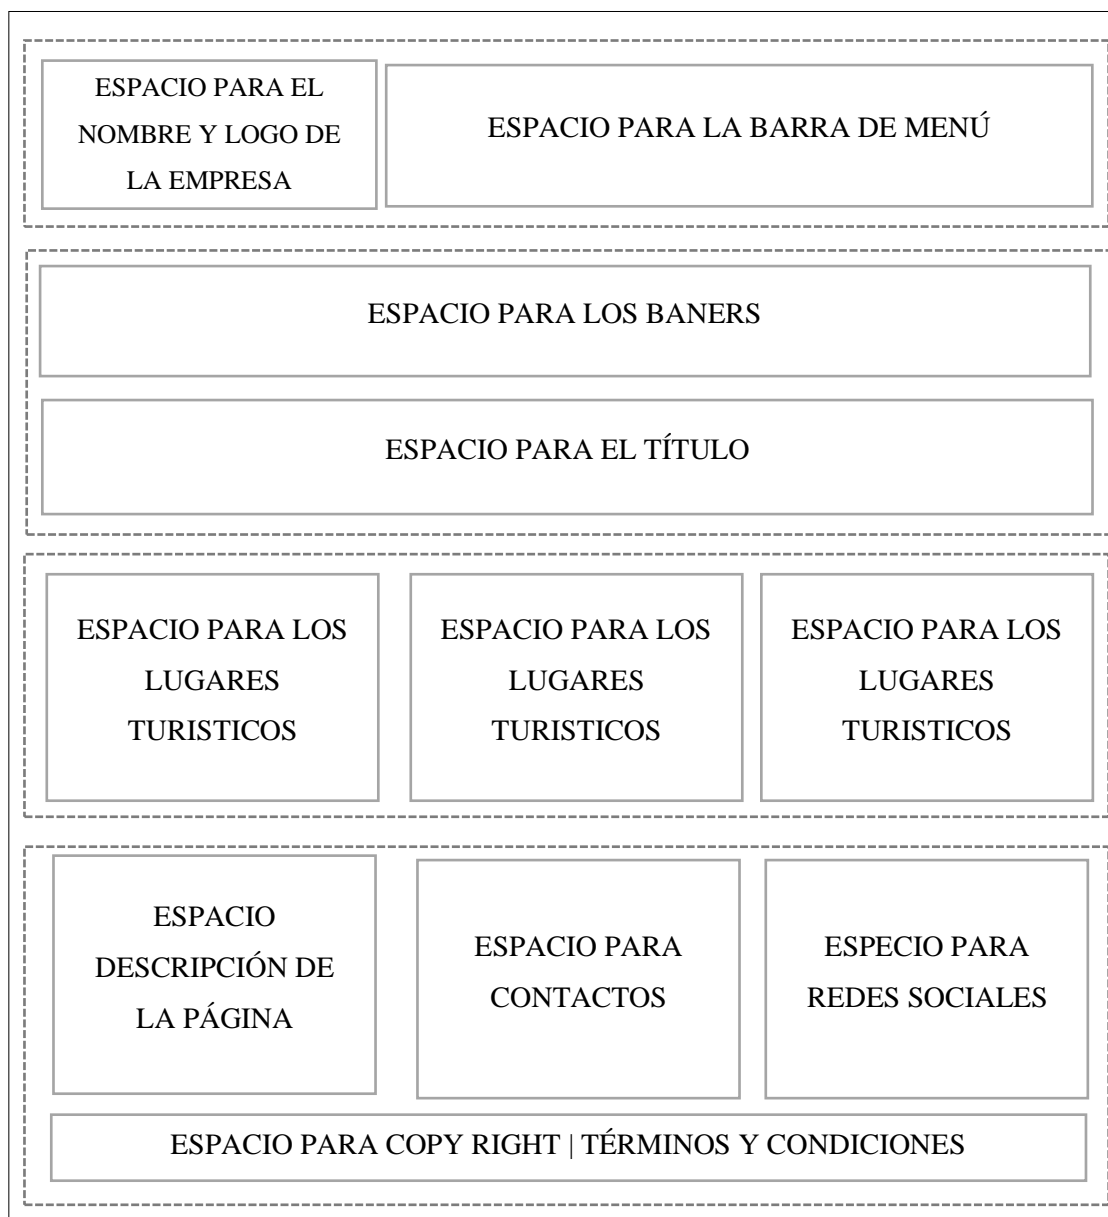 ESPACIO PARA EL
NOMBRE Y LOGO DE
LA EMPRESA
ESPACIO PARA LA BARRA DE MENÚ
ESPACIO PARA LOS BANERS
ESPACIO PARA EL TÍTULO
ESPACIO PARA LOS
LUGARES
TURISTICOS
ESPACIO PARA LOS
LUGARES
TURISTICOS
ESPACIO PARA LOS
LUGARES
TURISTICOS
ESPACIO
DESCRIPCIÓN DE
LA PÁGINA
ESPACIO PARA
CONTACTOS
ESPECIO PARA
REDES SOCIALES
ESPACIO PARA COPY RIGHT | TÉRMINOS Y CONDICIONES